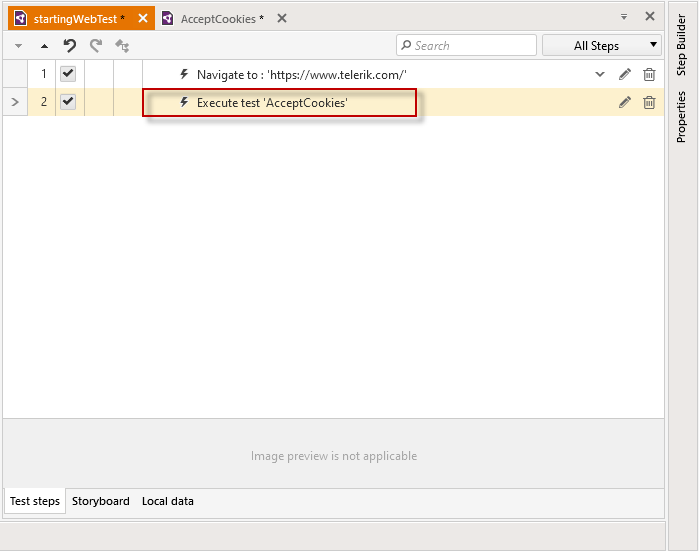 startingWebTest *
AcceptCookies *
Search
All Steps
1 Navigate to : 'https://www.telerik.com/'
2 Execute test 'AcceptCookies'
Image preview is not applicable
Test steps Storyboard Local data
Step Builder
Properties